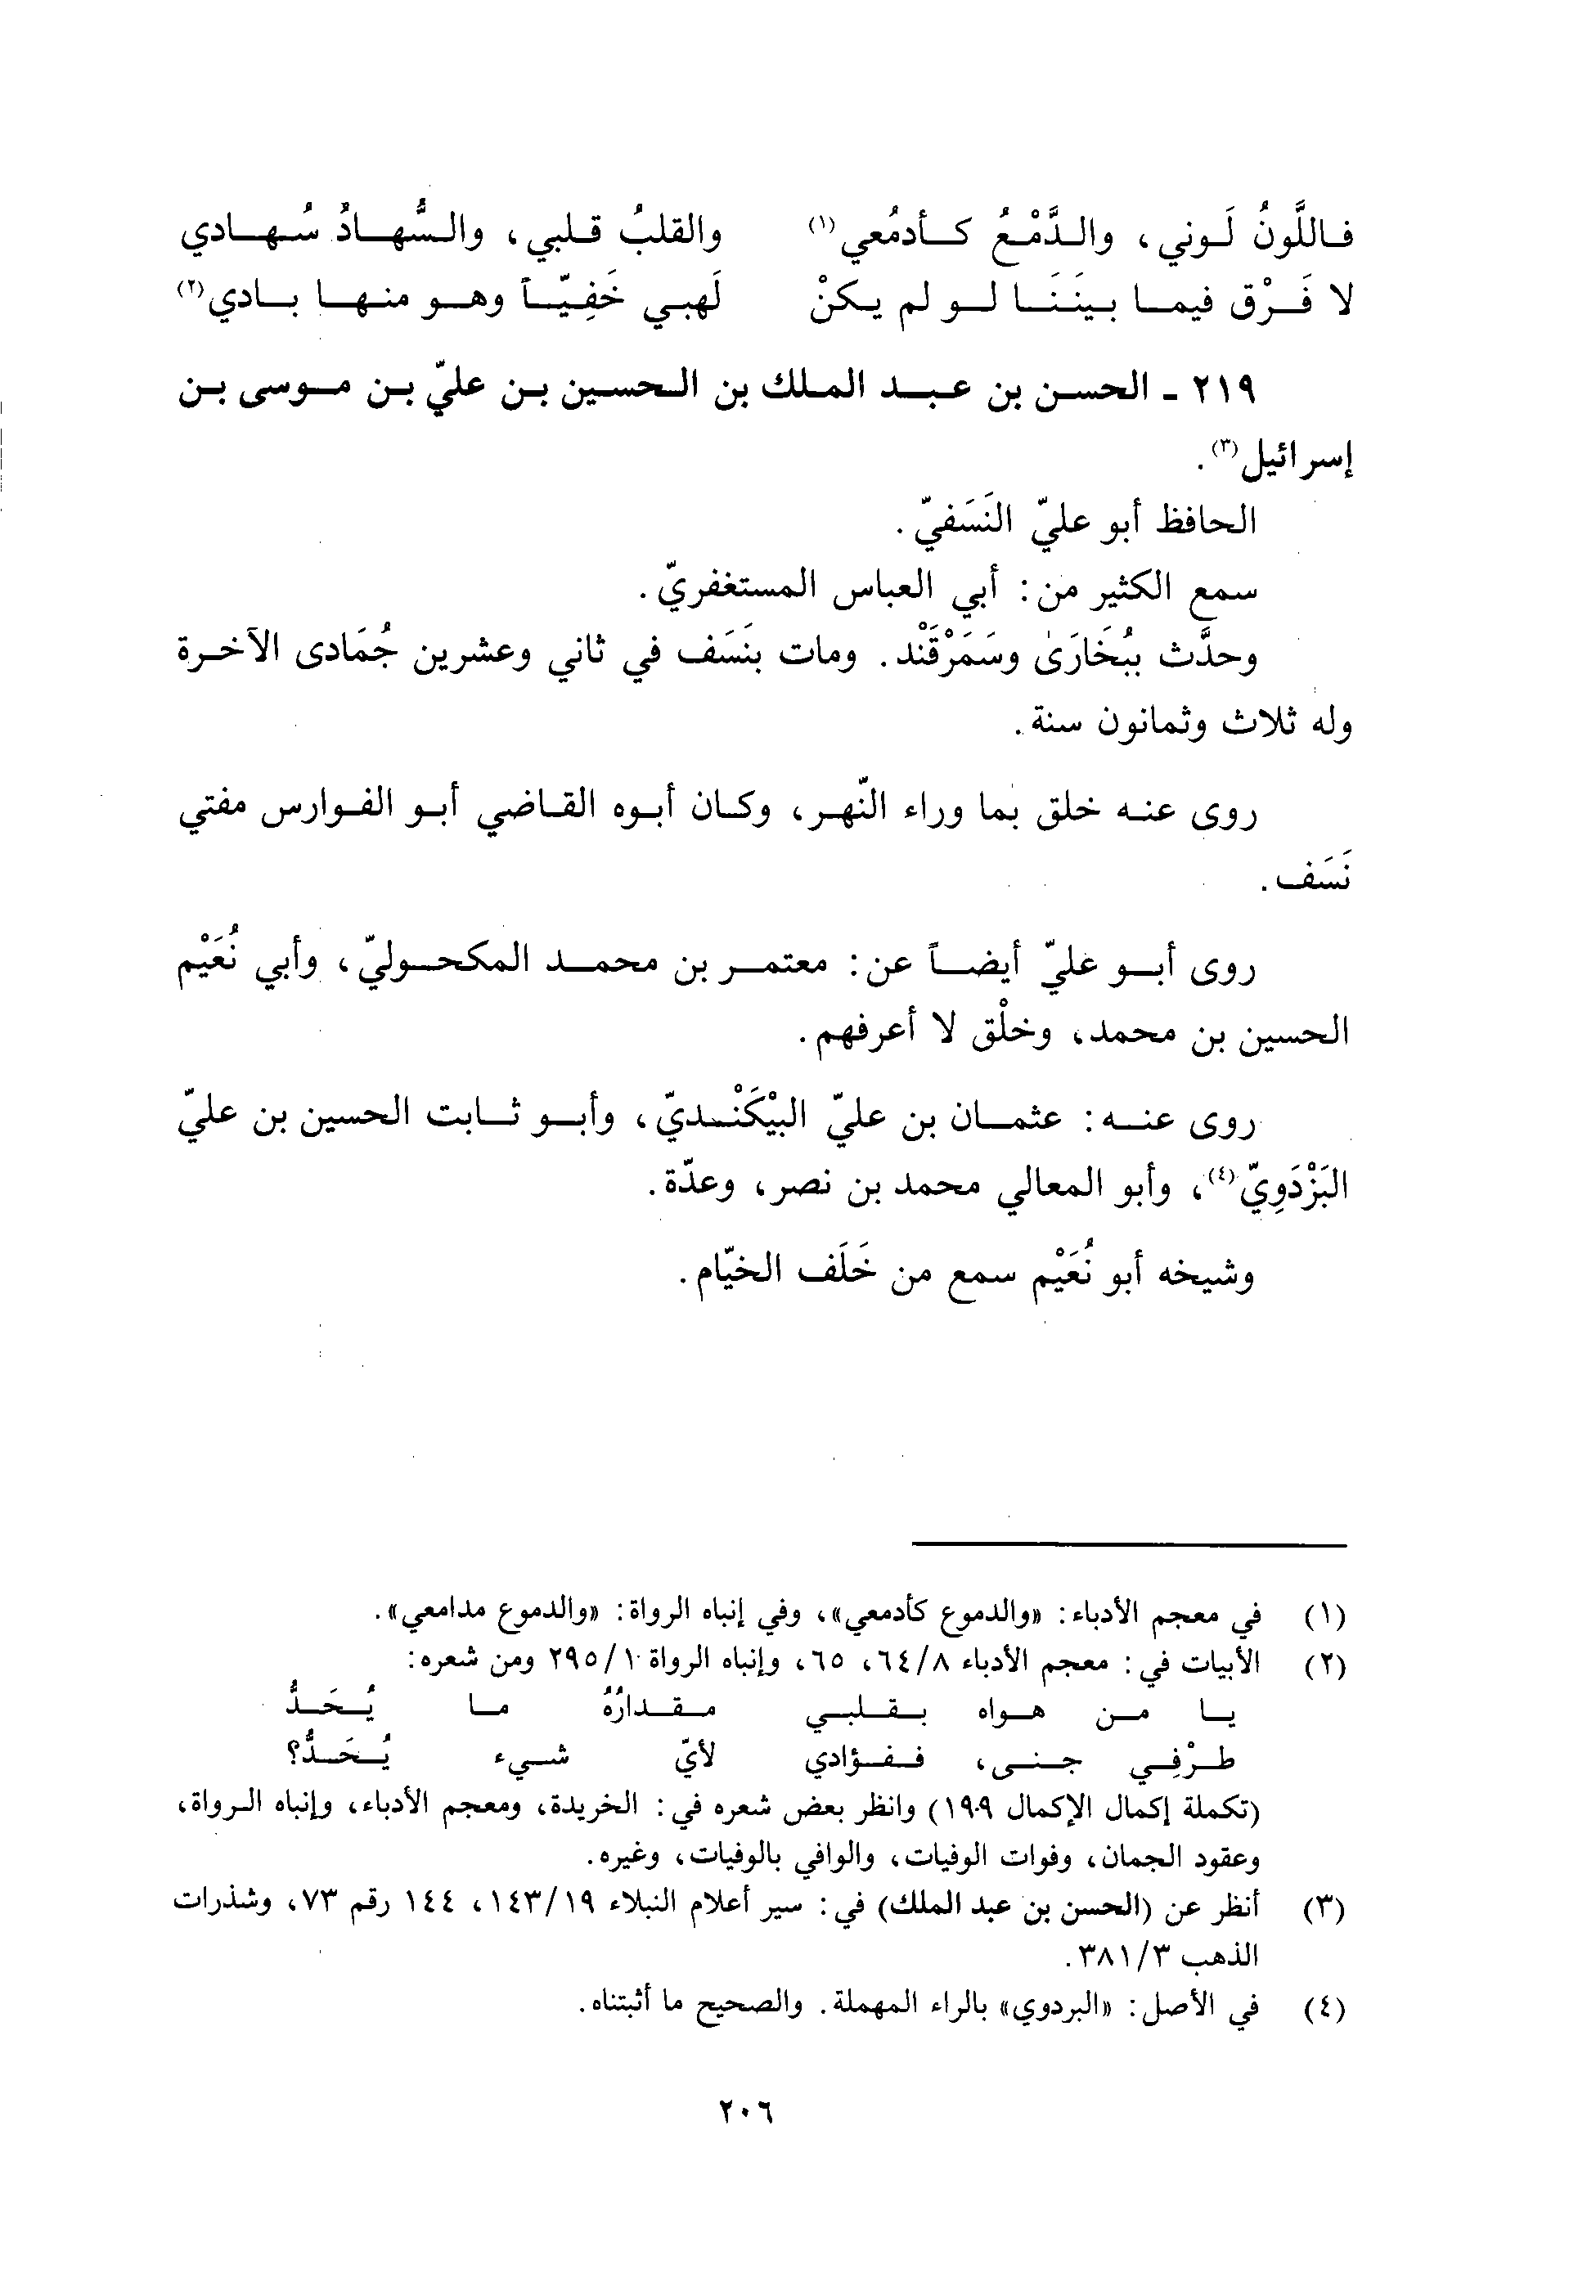 فاللَّونُ لَوني، والدَّمْعُ كأدمُعي(١) والقلبُ قلبي، والسُّهادُ سُهادي
لا فَرْق فيما بينَنَا لو لم يكنْ لَهبي خَفِيّاً وهو منها بادي(٢)
٢١٩ ـ الحسن بن عبد الملك بن الحسين بن عليّ بن موسى بن
إسرائيل(٣).
الحافظ أبو عليّ النَسَفيّ.
سمع الكثير من: أبي العباس المستغفريّ.
وحدَّث ببُخَارَىٰ وسَمَرْقَنْد. ومات بنَسَف في ثاني وعشرين جُمَادى الآخرة
وله ثلاث وثمانون سنة.
روى عنه خلق بما وراء النّهر، وكان أبوه القاضي أبو الفوارس مفتي
نَسَف.
روى أبو عليّ أيضاً عن: معتمر بن محمد المكحوليّ، وأبي نُعَيْم
الحسين بن محمد، وخلْق لا أعرفهم.
روى عنه: عثمان بن عليّ البيْكَنْديّ، وأبو ثابت الحسين بن عليّ
البَزْدَوِيّ(٤)، وأبو المعالي محمد بن نصر، وعدّة.
وشيخه أبو نُعَيْم سمع من خَلَف الخيّام.
(١) في معجم الأدباء: «والدموع كأدمعي»، وفي إنباه الرواة: «والدموع مدامعي».
(٢) الأبيات في: معجم الأدباء ٦٤/٨، ٦٥، وإنباه الرواة ٢٩٥/١ ومن شعره:
يا من هواه بقلبي مقدارُهُ ما يُحَدُّ
طرْفِي جنى، ففؤادي لأيّ شيء يُحَدُّ؟
(تكملة إكمال الإكمال ١٩٠٩) وانظر بعض شعره في: الخريدة، ومعجم الأدباء، وإنباه الرواة،
وعقود الجمان، وفوات الوفيات، والوافي بالوفيات، وغيره.
(٣) أنظر عن (الحسن بن عبد الملك) في: سير أعلام النبلاء ١٤٣/١٩، ١٤٤ رقم ٧٣، وشذرات
الذهب ٣٨١/٣.
(٤) في الأصل: «البردوي» بالراء المهملة. والصحيح ما أثبتناه.
٢٠٦